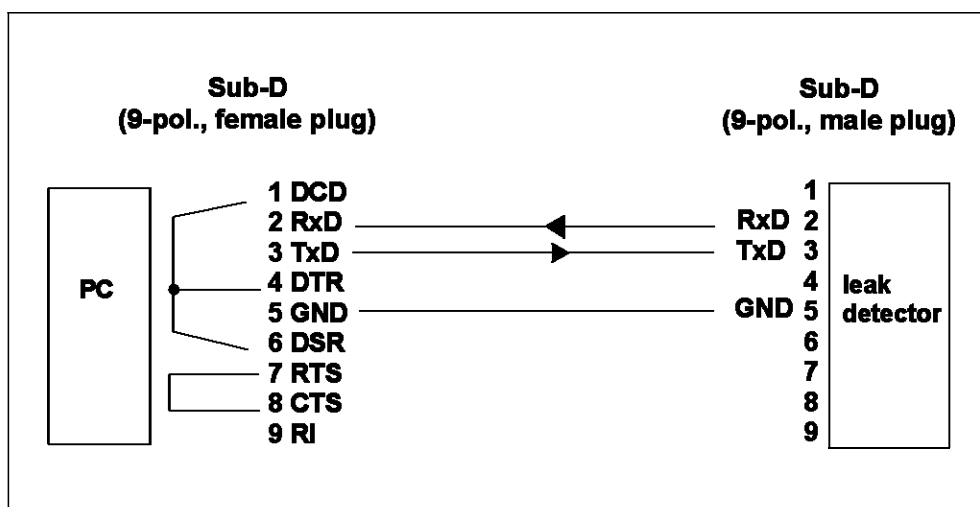 Sub-D
(9-pol., female plug)
Sub-D
(9-pol., male plug)
PC
1 DCD
2 RxD
3 TxD
4 DTR
5 GND
6 DSR
7 RTS
8 CTS
9 RI
1
RxD 2
TxD 3
4
GND 5
6
7
8
9
leak
detector